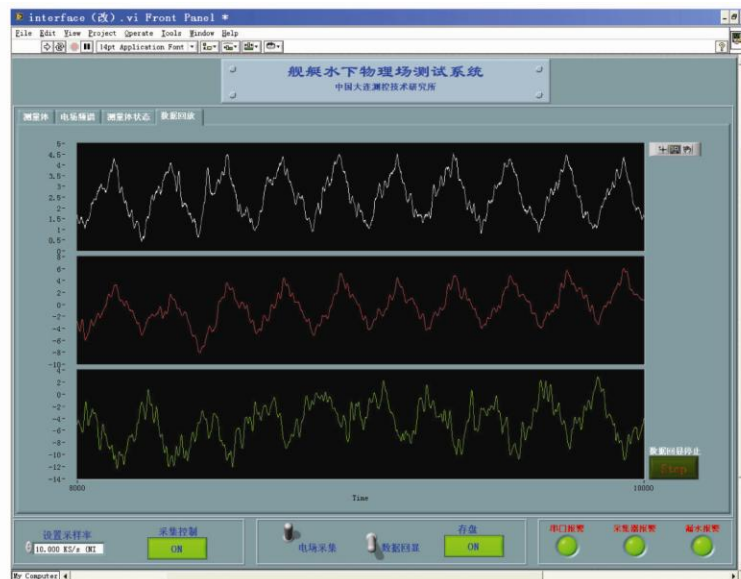 interface (改).vi Front Panel *
File Edit View Project Operate Tools Window Help
14pt Application Font
舰艇水下物理场测试系统
中国大连测控技术研究所
测量体 电场频谱 测量体状态 数据回放
5-
4.5-
4-
3.5-
3-
2.5-
2-
1.5-
1-
0.5-
0-
8-
6-
4-
2-
0-
-2-
-4-
-6-
-8-
-10-
4-
2-
0-
-2-
-4-
-6-
-8-
-10-
-12-
-14-
8000 10000
Time
数据回显停止
Stop
设置采样率
10.000 KS/s (NI
采集控制
ON
电场采集
数据回显
存盘
ON
串口报警 采集器报警 漏水报警
My Computer